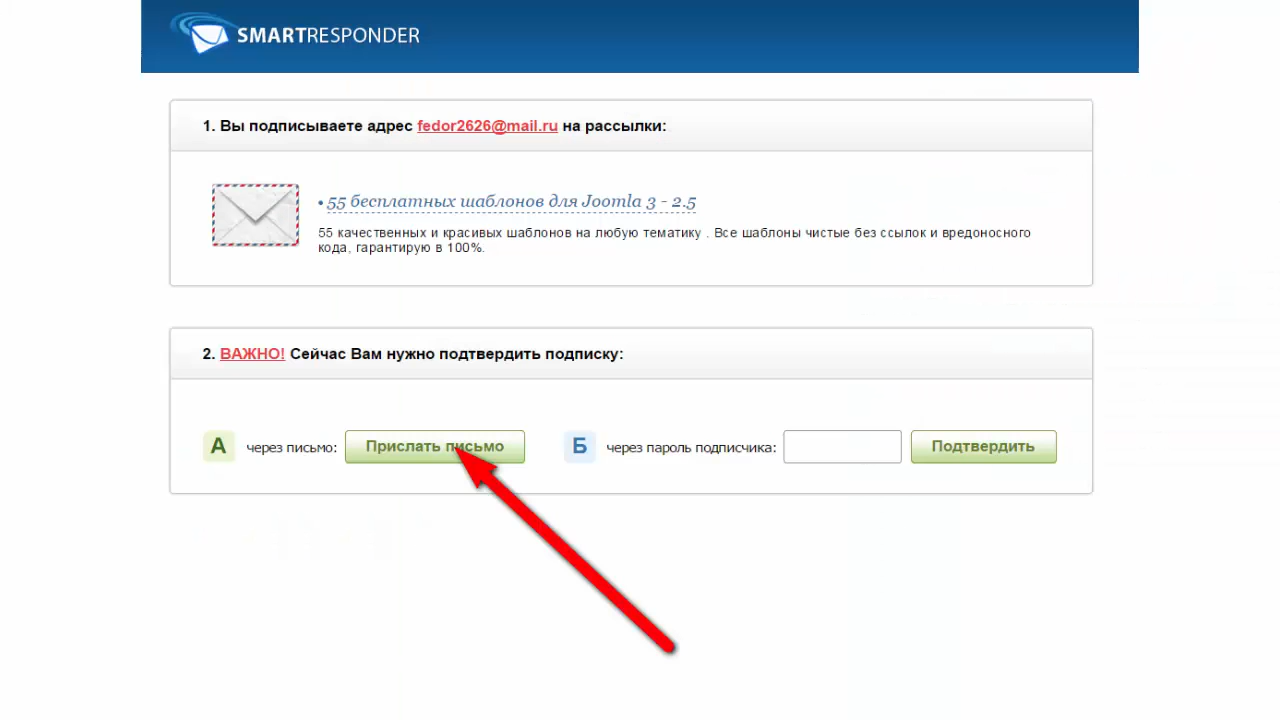 SMARTRESPONDER
1. Вы подписываете адрес fedor2626@mail.ru на рассылки:
• 55 бесплатных шаблонов для Joomla 3 - 2.5
55 качественных и красивых шаблонов на любую тематику . Все шаблоны чистые без ссылок и вредоносного
кода, гарантирую в 100%.
2. ВАЖНО! Сейчас Вам нужно подтвердить подписку:
А через письмо: Прислать письмо Б через пароль подписчика: Подтвердить